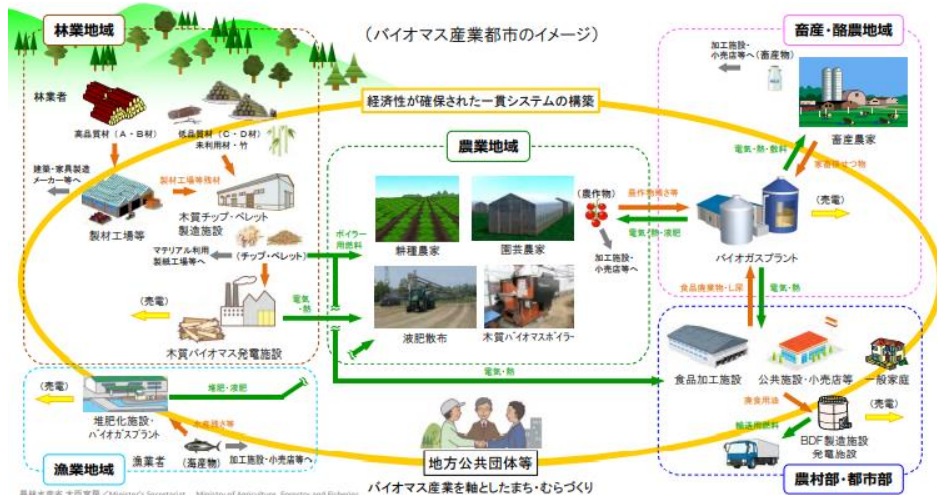 林業地域
(バイオマス産業都市のイメージ)
畜産・酪農地域
加工施設・
小売店等へ
(畜産物)
林業者
高品質材(A・B材)
低品質材(C・D材)
未利用材・竹
経済性が確保された一貫システムの構築
畜産農家
農業地域
電気・熱・敷料
家畜排せつ物
建築・家具製造
メーカー等へ
製材工場等残材
製材工場等
木質チップ・ペレット
製造施設
(農作物)
農作物残さ等
電気・熱・液肥
(売電)
バイオガスプラント
マテリアル利用
製紙工場等へ
(チップ・ペレット)
ボイラー
用燃料
耕種農家
園芸農家
加工施設・
小売店等へ
食品廃棄物・し尿
電気・熱
(売電)
電気
・熱
木質バイオマス発電施設
液肥散布
木質バイオマスボイラー
電気・熱
食品加工施設
公共施設・小売店等
一般家庭
(売電)
堆肥・液肥
堆肥化施設・
バイオガスプラント
水産残さ等
廃食用油
(売電)
輸送用燃料
BDF製造施設
発電施設
漁業地域
漁業者
(海産物)
加工施設・小売店へ
地方公共団体等
農村部・都市部
バイオマス産業を軸としたまち・むらづくり